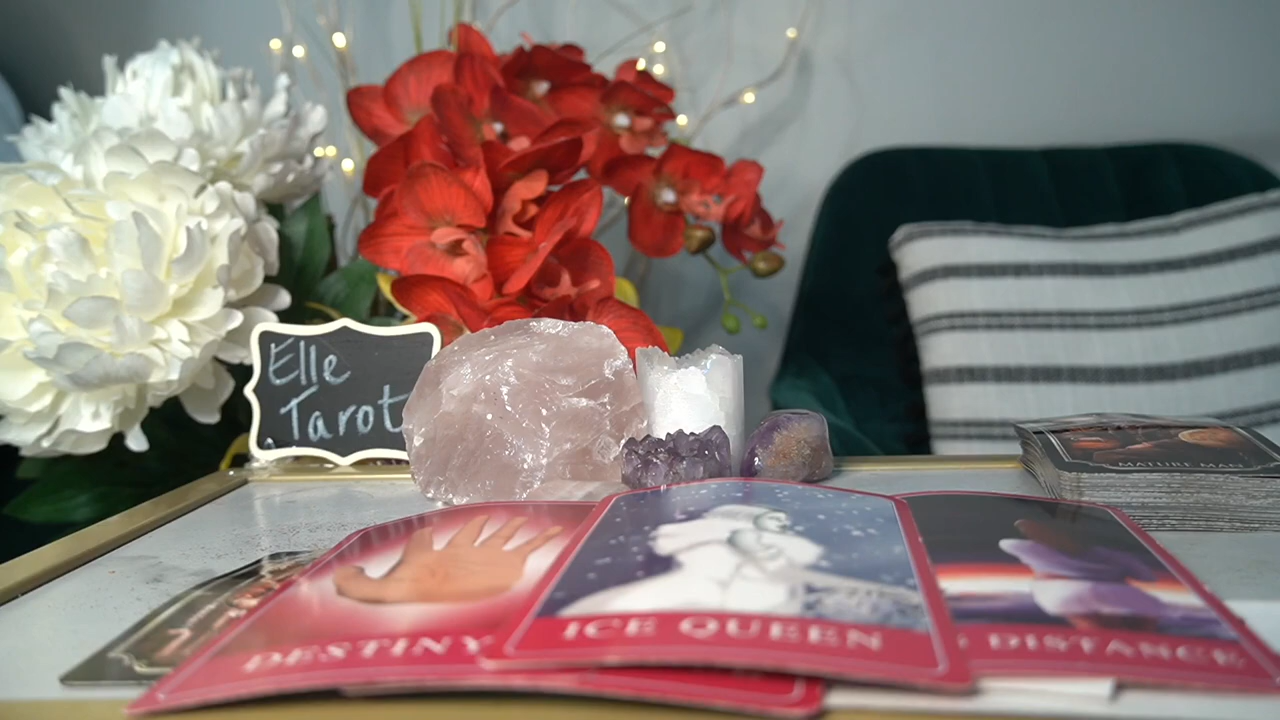 Elle
Tarot
MATURE MAN
DESTINY
ICE QUEEN
DISTANCE